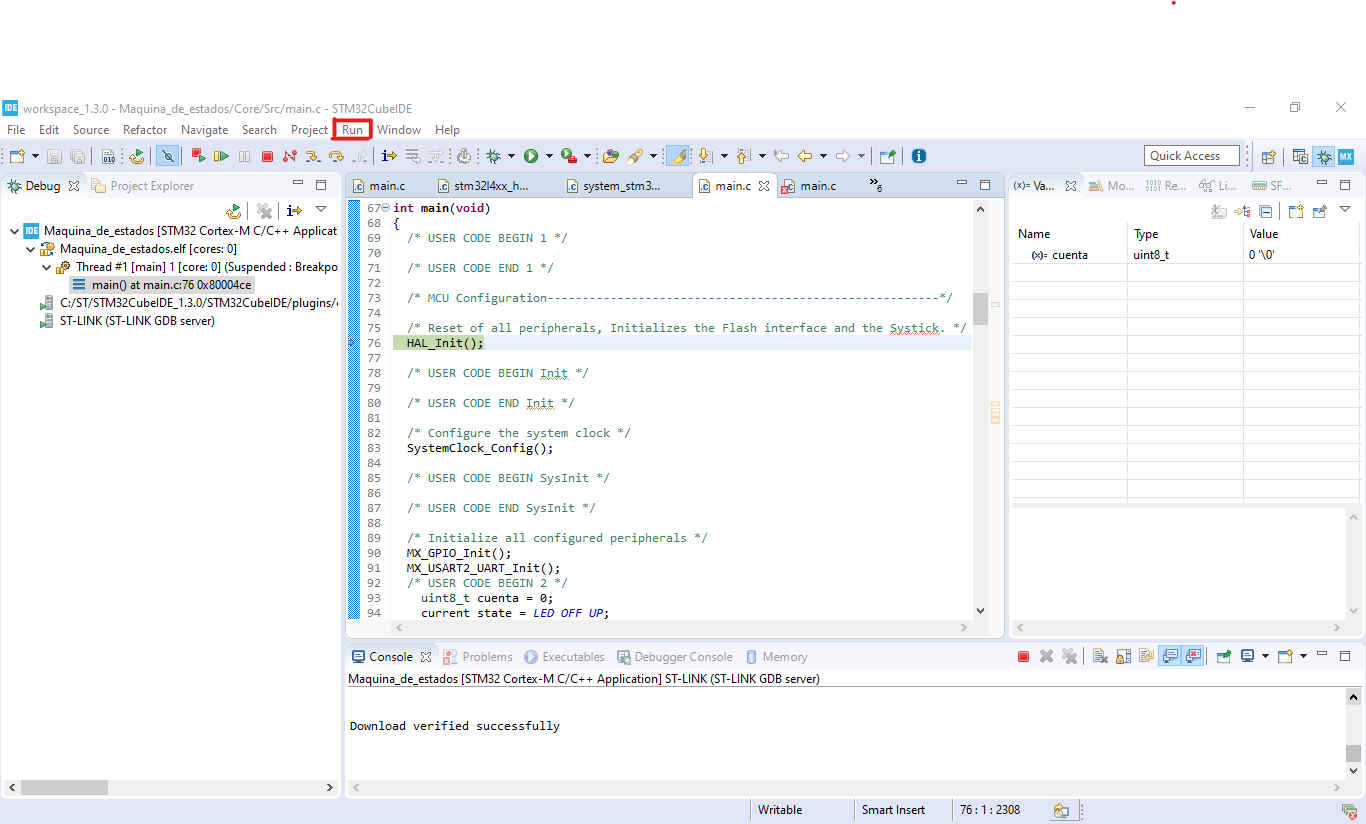 IDE workspace_1.3.0 - Maquina_de_estados/Core/Src/main.c - STM32CubeIDE
File Edit Source Refactor Navigate Search Project Run Window Help
Quick Access
MX
Debug Project Explorer
IDE Maquina_de_estados [STM32 Cortex-M C/C++ Applicat
Maquina_de_estados.elf [cores: 0]
Thread #1 [main] 1 [core: 0] (Suspended : Breakpo
main() at main.c:76 0x80004ce
C:/ST/STM32CubeIDE_1.3.0/STM32CubeIDE/plugins/
ST-LINK (ST-LINK GDB server)
main.c stm32l4xx_h... system_stm3... main.c main.c »6
67 int main(void)
68 {
69 /* USER CODE BEGIN 1 */
70
71 /* USER CODE END 1 */
72
73 /* MCU Configuration--------------------------------------------------------*/
74
75 /* Reset of all peripherals, Initializes the Flash interface and the Systick. */
76 HAL_Init();
77
78 /* USER CODE BEGIN Init */
79
80 /* USER CODE END Init */
81
82 /* Configure the system clock */
83 SystemClock_Config();
84
85 /* USER CODE BEGIN SysInit */
86
87 /* USER CODE END SysInit */
88
89 /* Initialize all configured peripherals */
90 MX_GPIO_Init();
91 MX_USART2_UART_Init();
92 /* USER CODE BEGIN 2 */
93 uint8_t cuenta = 0;
94 current state = LED OFF UP;
(x)= Va... Mo... 1010 0101 Re... Li... SF...
Name Type Value
(x)= cuenta uint8_t 0 '\0'
Console Problems Executables Debugger Console Memory
Maquina_de_estados [STM32 Cortex-M C/C++ Application] ST-LINK (ST-LINK GDB server)
Download verified successfully
Writable Smart Insert 76 : 1 : 2308